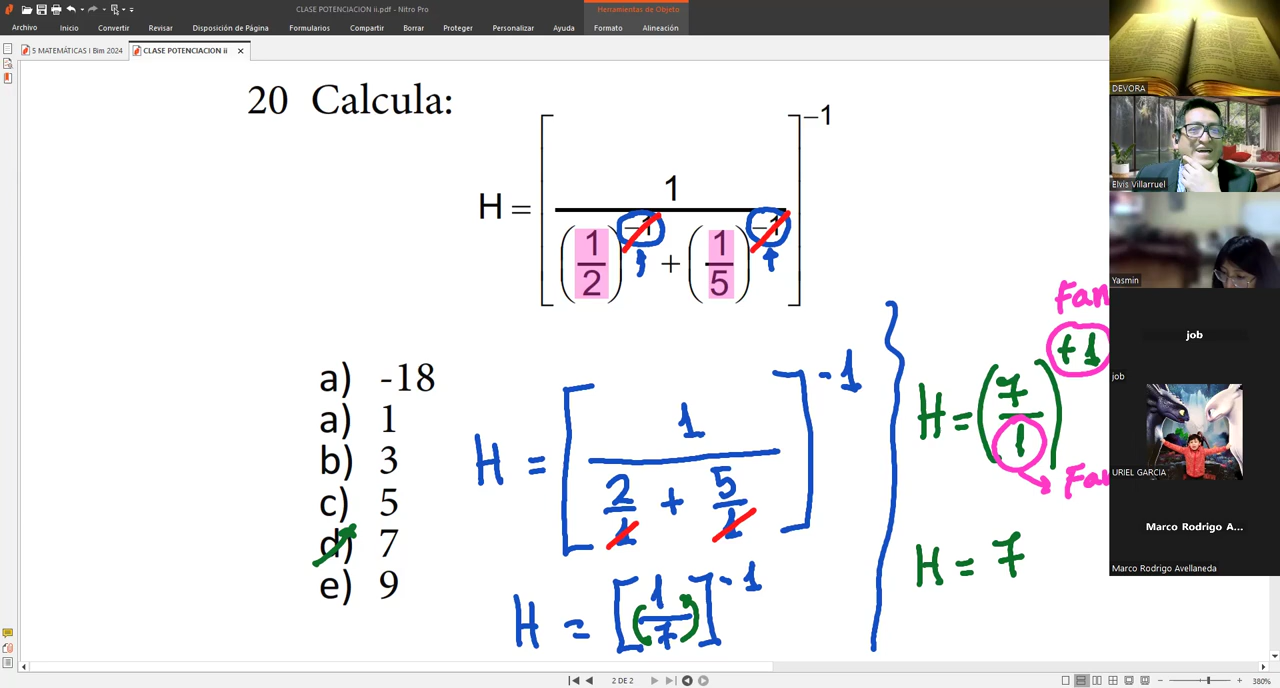 CLASE POTENCIACION ii.pdf - Nitro Pro
Herramientas de Objeto
Archivo Inicio Convertir Revisar Disposición de Página Formularios Compartir Borrar Proteger Personalizar Ayuda Formato Alineación
5 MATEMÁTICAS I Bim 2024 CLASE POTENCIACION ii
20 Calcula:
H = [ 1 / ( (1/2)^-1 + (1/5)^-1 ) ]^-1
a) -18
a) 1
b) 3
c) 5
d) 7
e) 9
H = [ 1 / ( 2/1 + 5/1 ) ]^-1
H = [ (1/7) ]^-1
Fan
H = (7/1)^+1
Fan
H = 7
DEVORA
Elvis Villarruel
Yasmin
job
job
URIEL GARCIA
Marco Rodrigo A...
Marco Rodrigo Avellaneda
2 DE 2
380%